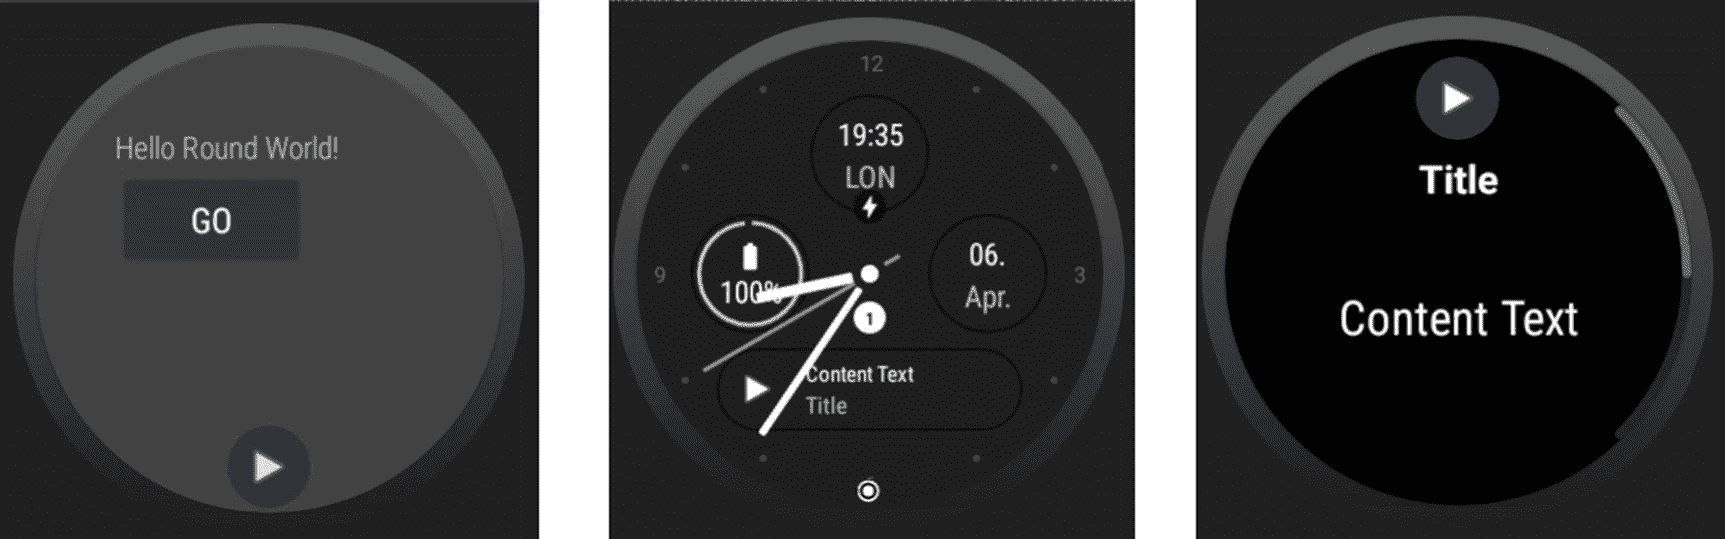 Hello Round World!
GO
12
19:35
LON
9
100%
06.
Apr.
3
1
Content Text
Title
Title
Content Text